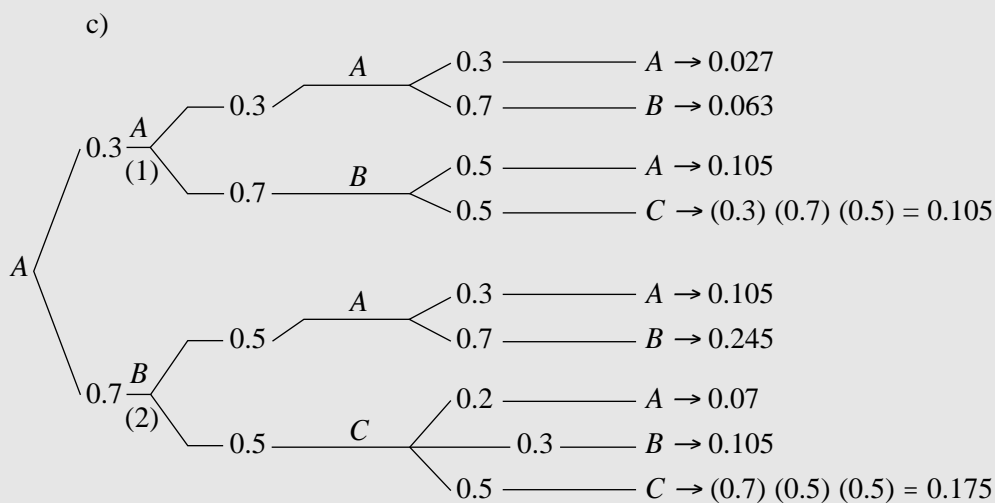 c)
A 0.3 A → 0.027
0.3 A 0.3 0.7 B → 0.063
(1) 0.7 B 0.5 A → 0.105
0.5 C → (0.3) (0.7) (0.5) = 0.105
A
A 0.3 A → 0.105
0.5 0.7 B → 0.245
0.7 B 0.2 A → 0.07
(2) 0.5 C 0.3 B → 0.105
0.5 C → (0.7) (0.5) (0.5) = 0.175